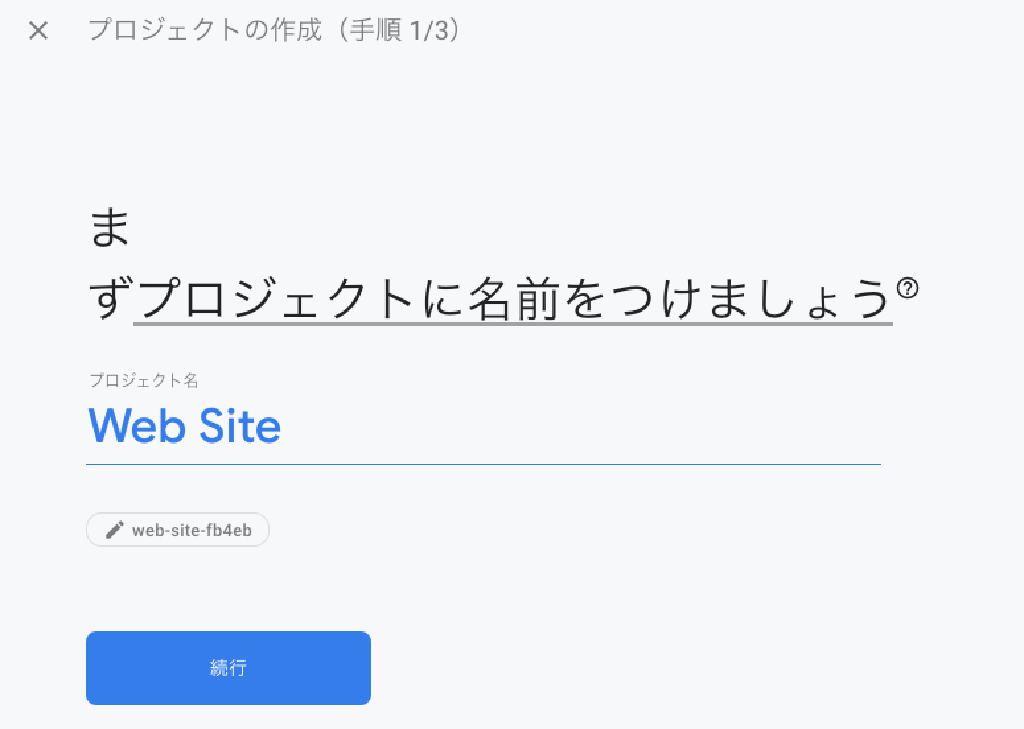 プロジェクトの作成（手順 1/3）
ま
ずプロジェクトに名前をつけましょう
プロジェクト名
Web Site
web-site-fb4eb
続行